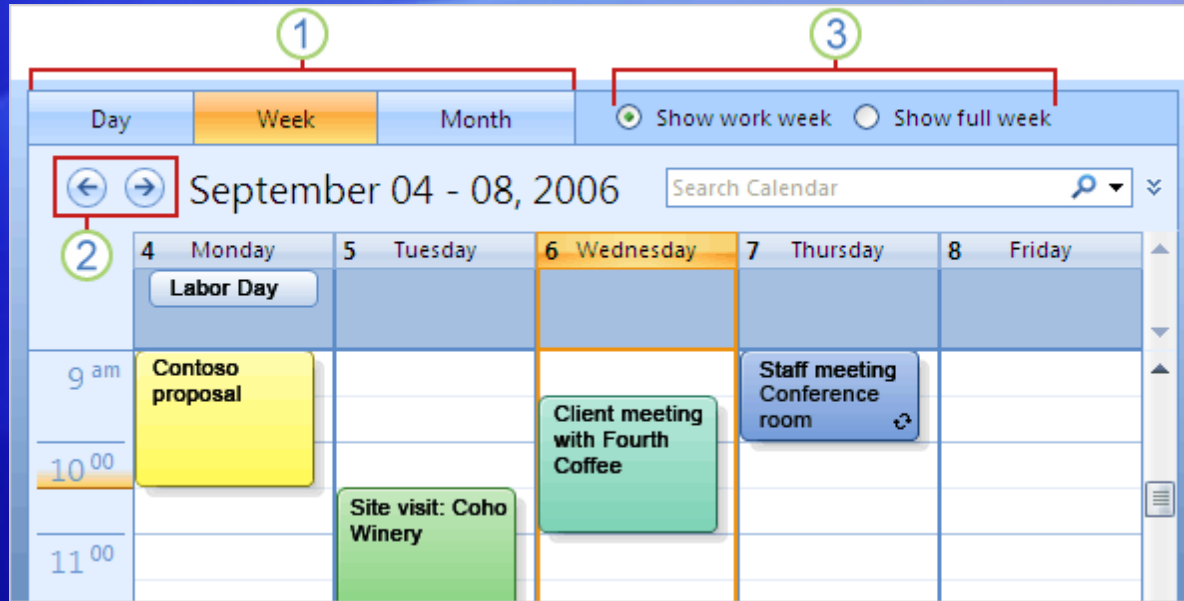 1
3
Day Week Month Show work week Show full week
September 04 - 08, 2006 Search Calendar
2
4 Monday 5 Tuesday 6 Wednesday 7 Thursday 8 Friday
Labor Day
9 am
Contoso
proposal
Staff meeting
Conference
room
Client meeting
with Fourth
Coffee
10 00
Site visit: Coho
Winery
11 00